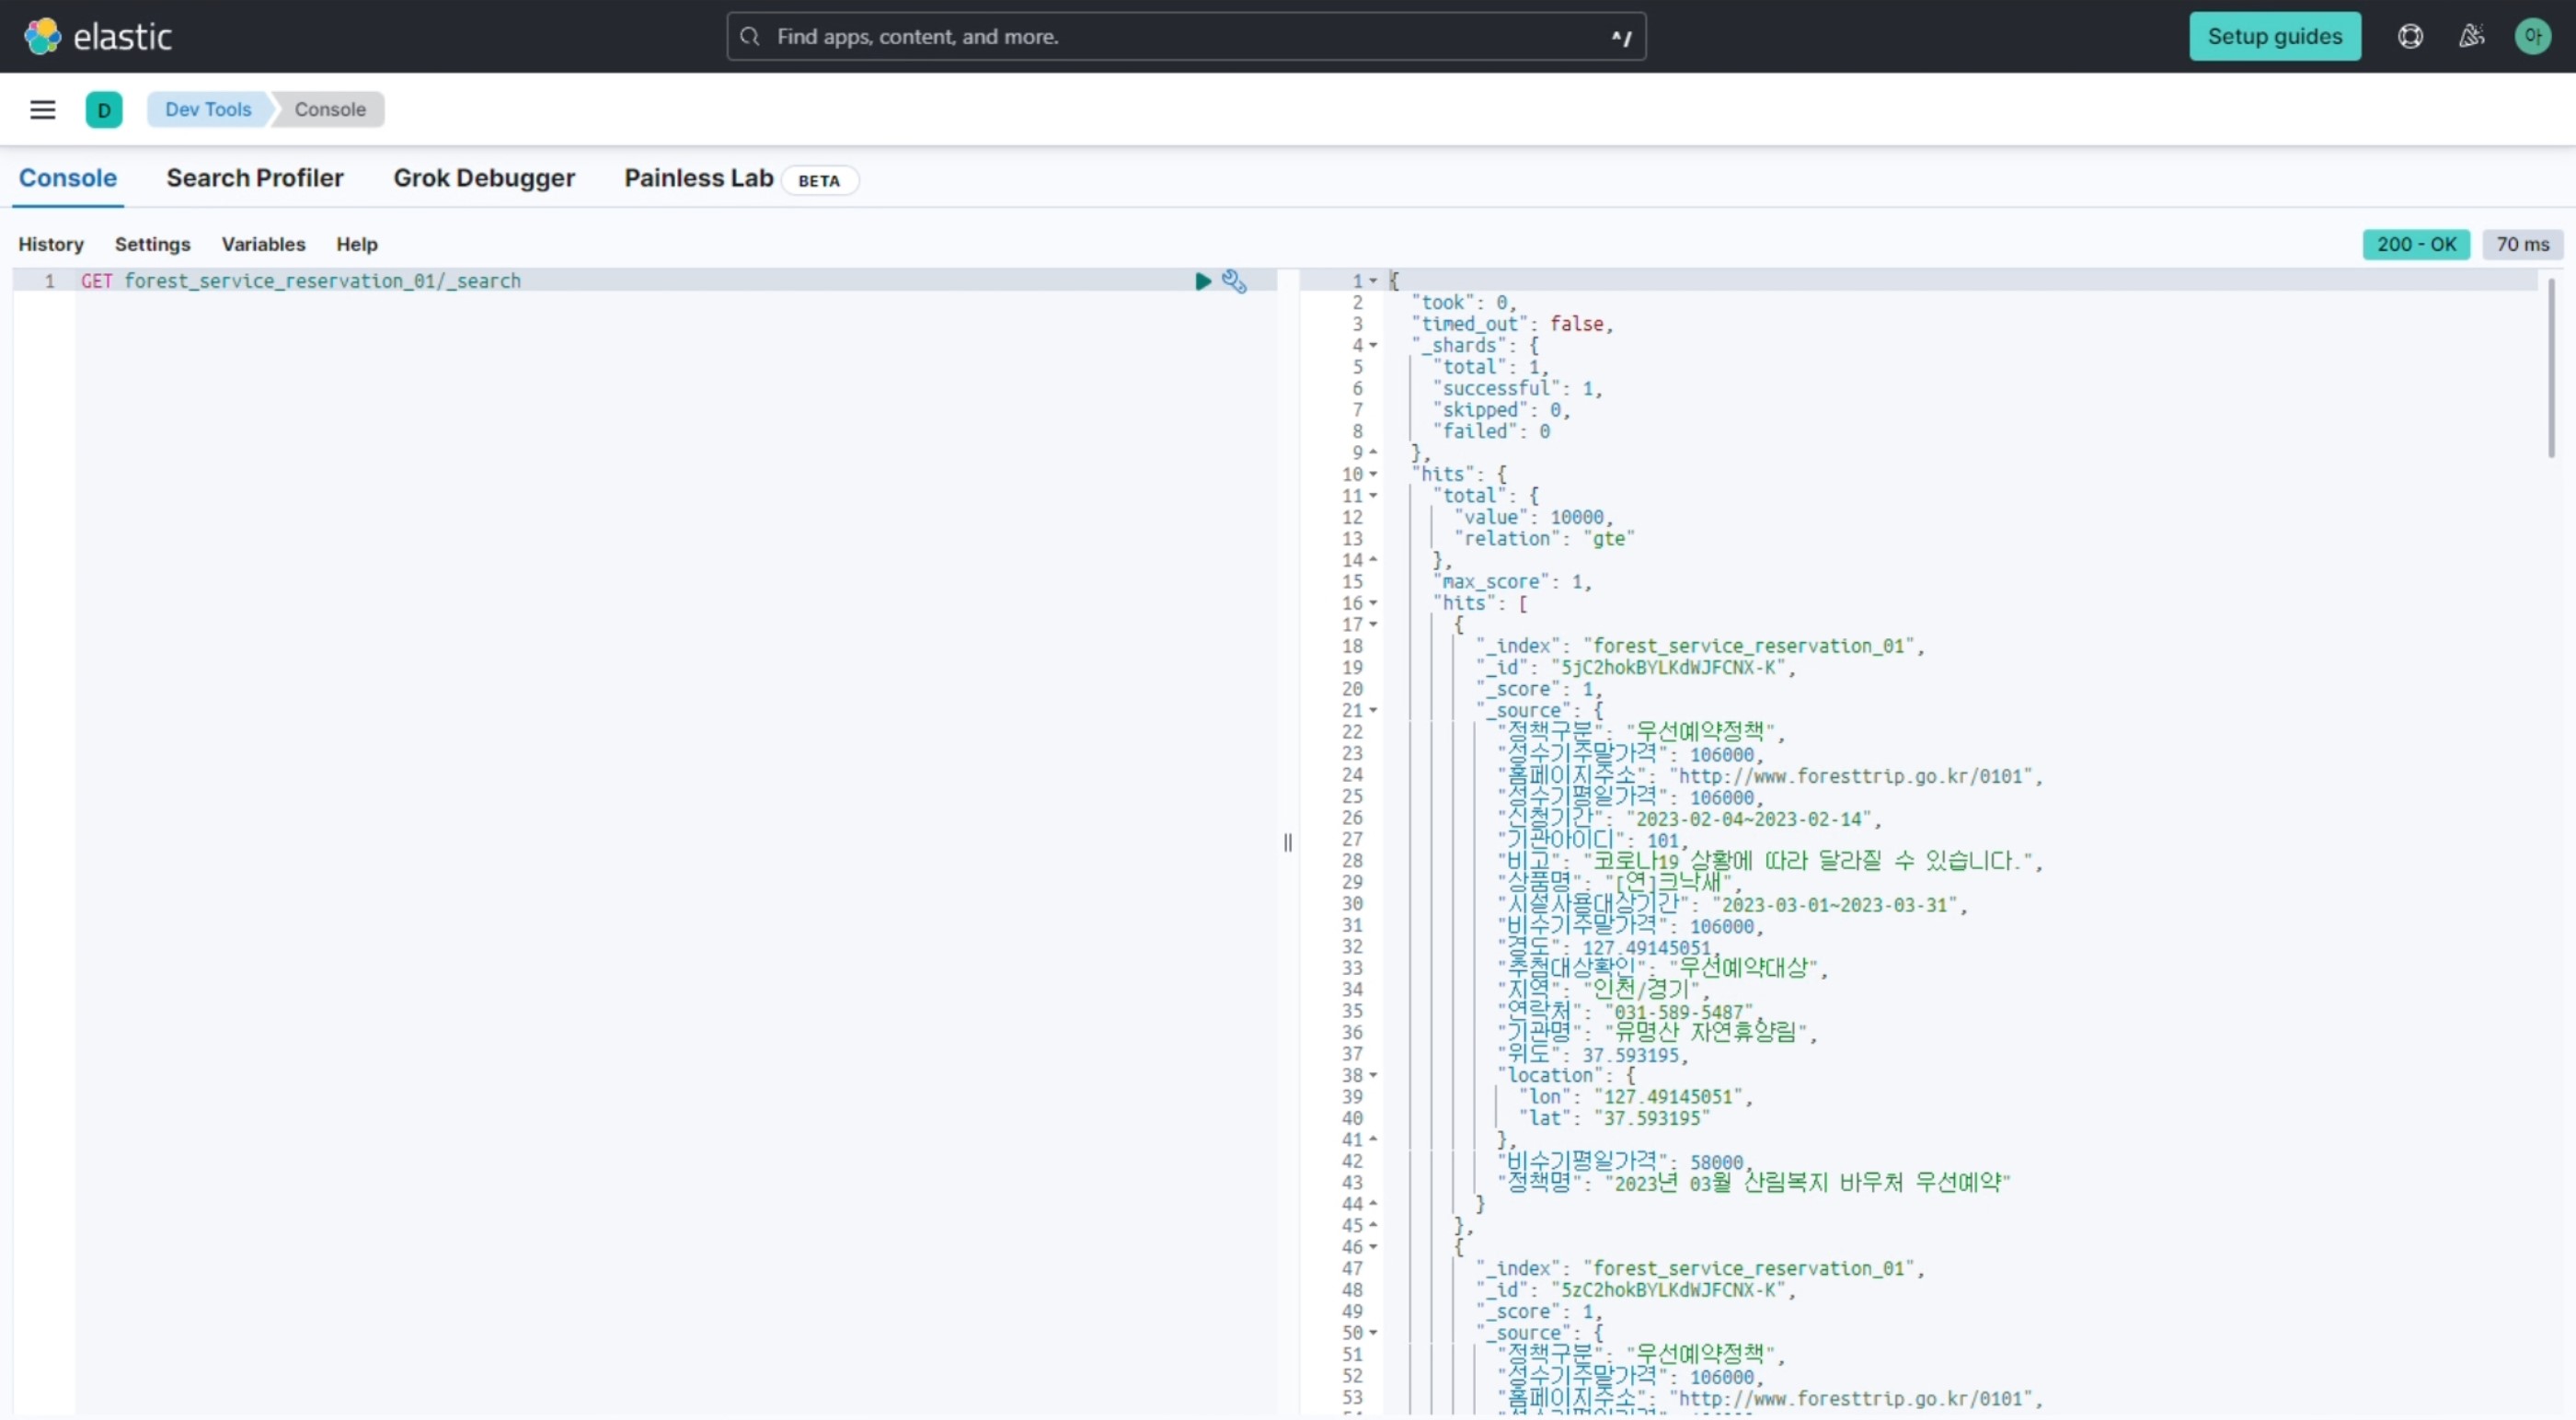 elastic
Find apps, content, and more.
^/
Setup guides
아
D
Dev Tools
Console
Console
Search Profiler
Grok Debugger
Painless Lab
BETA
History
Settings
Variables
Help
200 - OK
70 ms
1 GET forest_service_reservation_01/_search
1 {
2 "took": 0,
3 "timed_out": false,
4 "_shards": {
5 "total": 1,
6 "successful": 1,
7 "skipped": 0,
8 "failed": 0
9 },
10 "hits": {
11 "total": {
12 "value": 10000,
13 "relation": "gte"
14 },
15 "max_score": 1,
16 "hits": [
17 {
18 "_index": "forest_service_reservation_01",
19 "_id": "5jC2hokBYLKdWJFCNX-K",
20 "_score": 1,
21 "_source": {
22 "정책구분": "우선예약정책",
23 "성수기주말가격": 106000,
24 "홈페이지주소": "http://www.foresttrip.go.kr/0101",
25 "성수기평일가격": 106000,
26 "신청기간": "2023-02-04~2023-02-14",
27 "기관아이디": 101,
28 "비고": "코로나19 상황에 따라 달라질 수 있습니다.",
29 "상품명": "[연]크낙새",
30 "시설사용대상기간": "2023-03-01~2023-03-31",
31 "비수기주말가격": 106000,
32 "경도": 127.49145051,
33 "추첨대상확인": "우선예약대상",
34 "지역": "인천/경기",
35 "연락처": "031-589-5487",
36 "기관명": "유명산 자연휴양림",
37 "위도": 37.593195,
38 "location": {
39 "lon": "127.49145051",
40 "lat": "37.593195"
41 },
42 "비수기평일가격": 58000,
43 "정책명": "2023년 03월 산림복지 바우처 우선예약"
44 }
45 },
46 {
47 "_index": "forest_service_reservation_01",
48 "_id": "5zC2hokBYLKdWJFCNX-K",
49 "_score": 1,
50 "_source": {
51 "정책구분": "우선예약정책",
52 "성수기주말가격": 106000,
53 "홈페이지주소": "http://www.foresttrip.go.kr/0101",